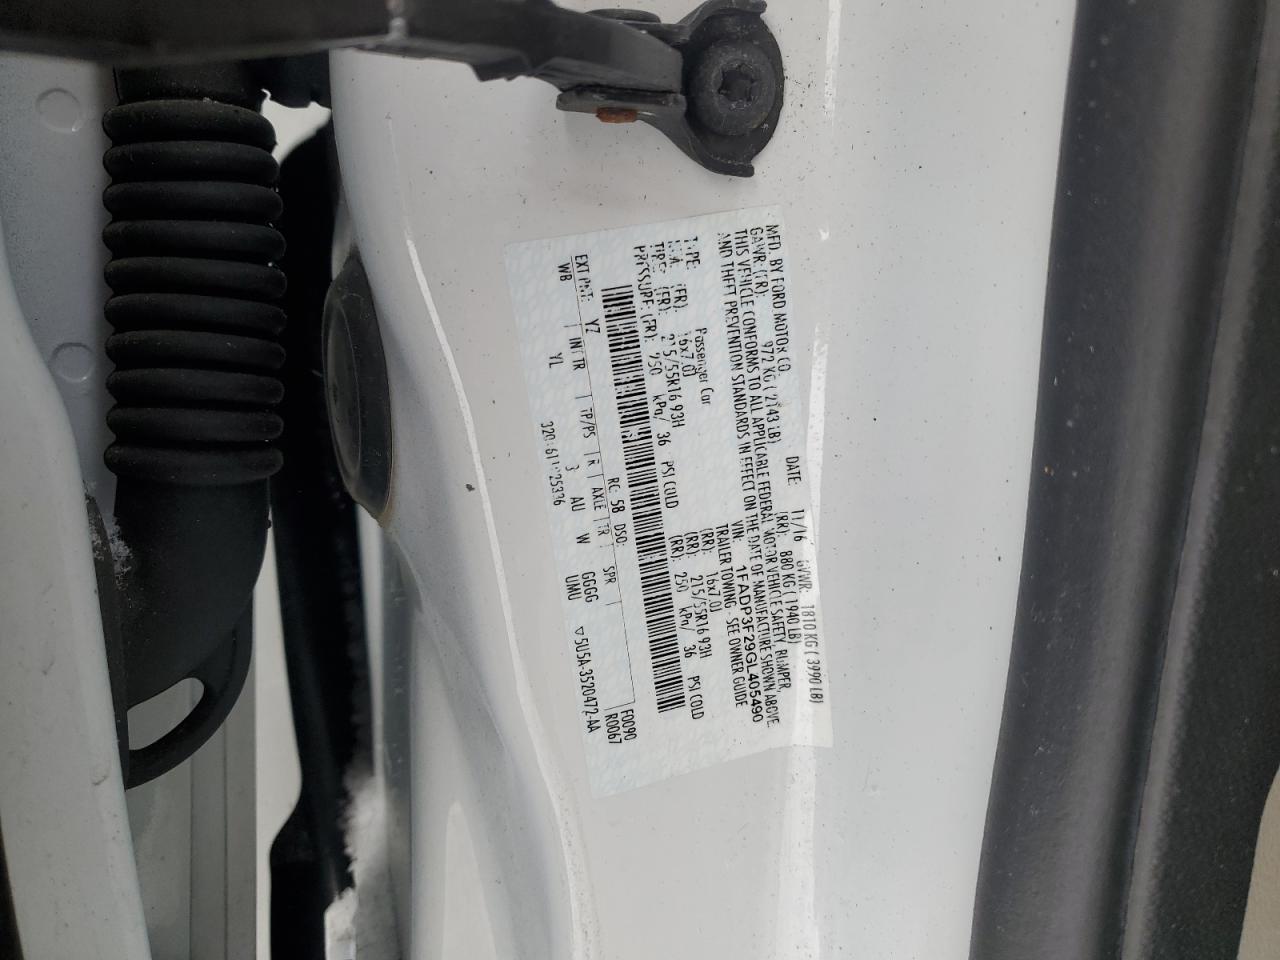 MFD. BY FORD MOTOR CO. DATE: 11/16 GVWR: 1810 KG ( 3990 LB)
GAWR: (FR): 972 KG ( 2143 LB) (RR): 880 KG ( 1940 LB)
THIS VEHICLE CONFORMS TO ALL APPLICABLE FEDERAL MOTOR VEHICLE SAFETY, BUMPER,
AND THEFT PREVENTION STANDARDS IN EFFECT ON THE DATE OF MANUFACTURE SHOWN ABOVE.
VIN: 1FADP3F29GL405490
TYPE: Passenger Car TRAILER TOWING - SEE OWNER GUIDE
(FR): 16x7.0J (RR): 16x7.0J
TIRE: (FR): 215/55R16 93H (RR): 215/55R16 93H
PRESSURE: (FR): 250 kPa/ 36 PSI COLD (RR): 250 kPa/ 36 PSI COLD
RC: 58 DSO: F0090
EXT PNT: YZ INT TR TP/PS R AXLE TR SPR R0067
WB YL 3 AU W GGGG
UMU ▽5U5A-3520472-AA